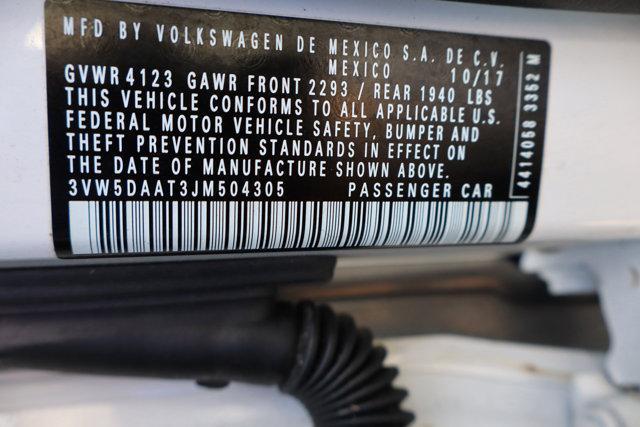 MFD BY VOLKSWAGEN DE MEXICO S.A. DE C.V.
MEXICO 10/17
GVWR 4123 GAWR FRONT 2293 / REAR 1940 LBS
THIS VEHICLE CONFORMS TO ALL APPLICABLE U.S.
FEDERAL MOTOR VEHICLE SAFETY, BUMPER AND
THEFT PREVENTION STANDARDS IN EFFECT ON
THE DATE OF MANUFACTURE SHOWN ABOVE.
3VW5DAAT3JM504305 PASSENGER CAR
4414058 3352 M